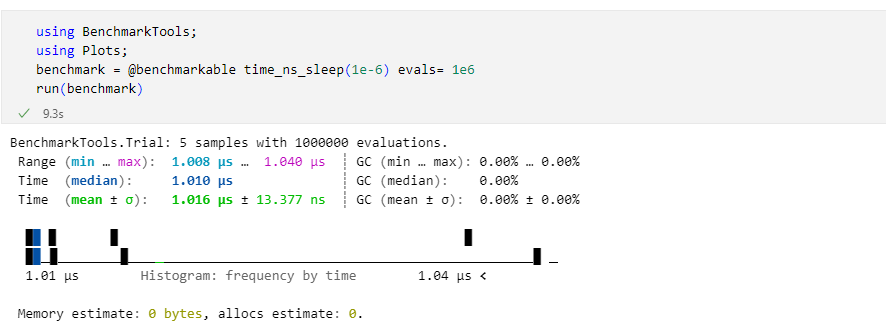 using BenchmarkTools;
using Plots;
benchmark = @benchmarkable time_ns_sleep(1e-6) evals= 1e6
run(benchmark)
✓ 9.3s
BenchmarkTools.Trial: 5 samples with 1000000 evaluations.
Range (min … max): 1.008 μs … 1.040 μs ┊ GC (min … max): 0.00% … 0.00%
Time (median): 1.010 μs ┊ GC (median): 0.00%
Time (mean ± σ): 1.016 μs ± 13.377 ns ┊ GC (mean ± σ): 0.00% ± 0.00%
1.01 μs Histogram: frequency by time 1.04 μs <
Memory estimate: 0 bytes, allocs estimate: 0.